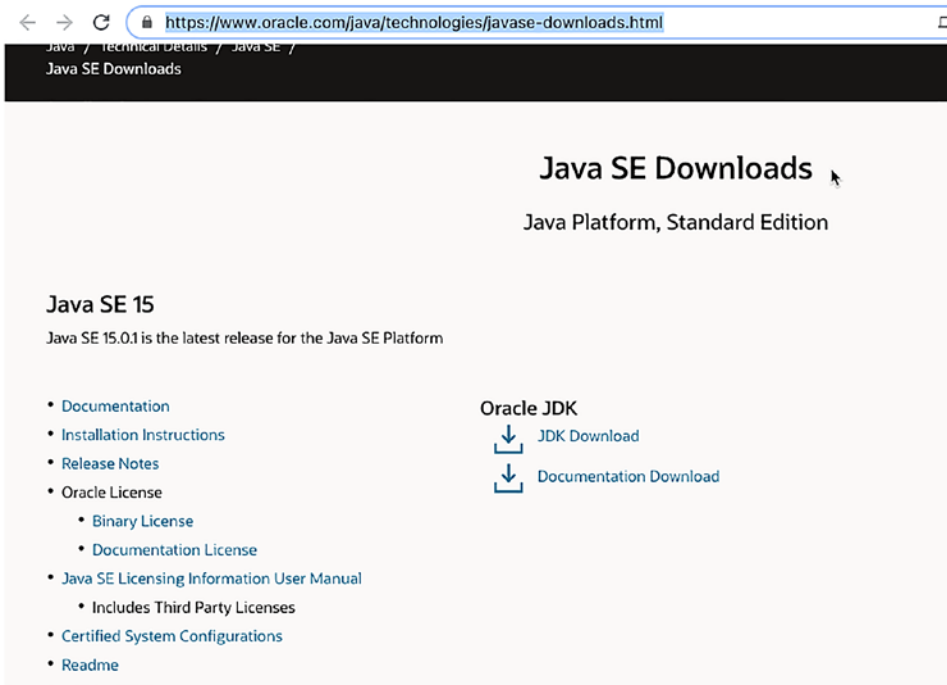 https://www.oracle.com/java/technologies/javase-downloads.html
Java / Technical Details / Java SE /
Java SE Downloads
Java SE Downloads
Java Platform, Standard Edition
Java SE 15
Java SE 15.0.1 is the latest release for the Java SE Platform
• Documentation
• Installation Instructions
• Release Notes
• Oracle License
• Binary License
• Documentation License
• Java SE Licensing Information User Manual
• Includes Third Party Licenses
• Certified System Configurations
• Readme
Oracle JDK
JDK Download
Documentation Download